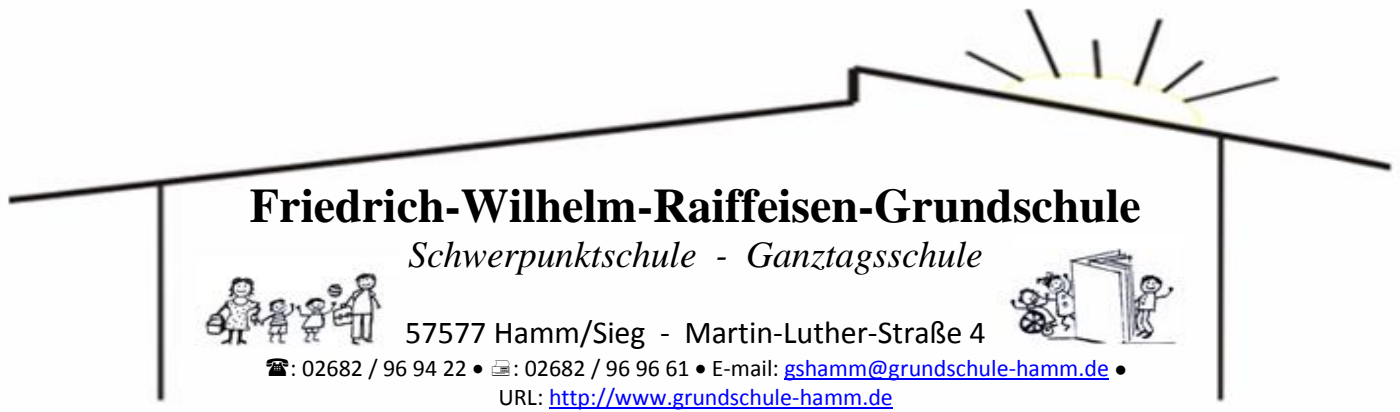 Friedrich-Wilhelm-Raiffeisen-Grundschule
Schwerpunktschule - Ganztagsschule
57577 Hamm/Sieg - Martin-Luther-Straße 4
☎: 02682 / 96 94 22 ● 🖷: 02682 / 96 96 61 ● E-mail: gshamm@grundschule-hamm.de ●
URL: http://www.grundschule-hamm.de